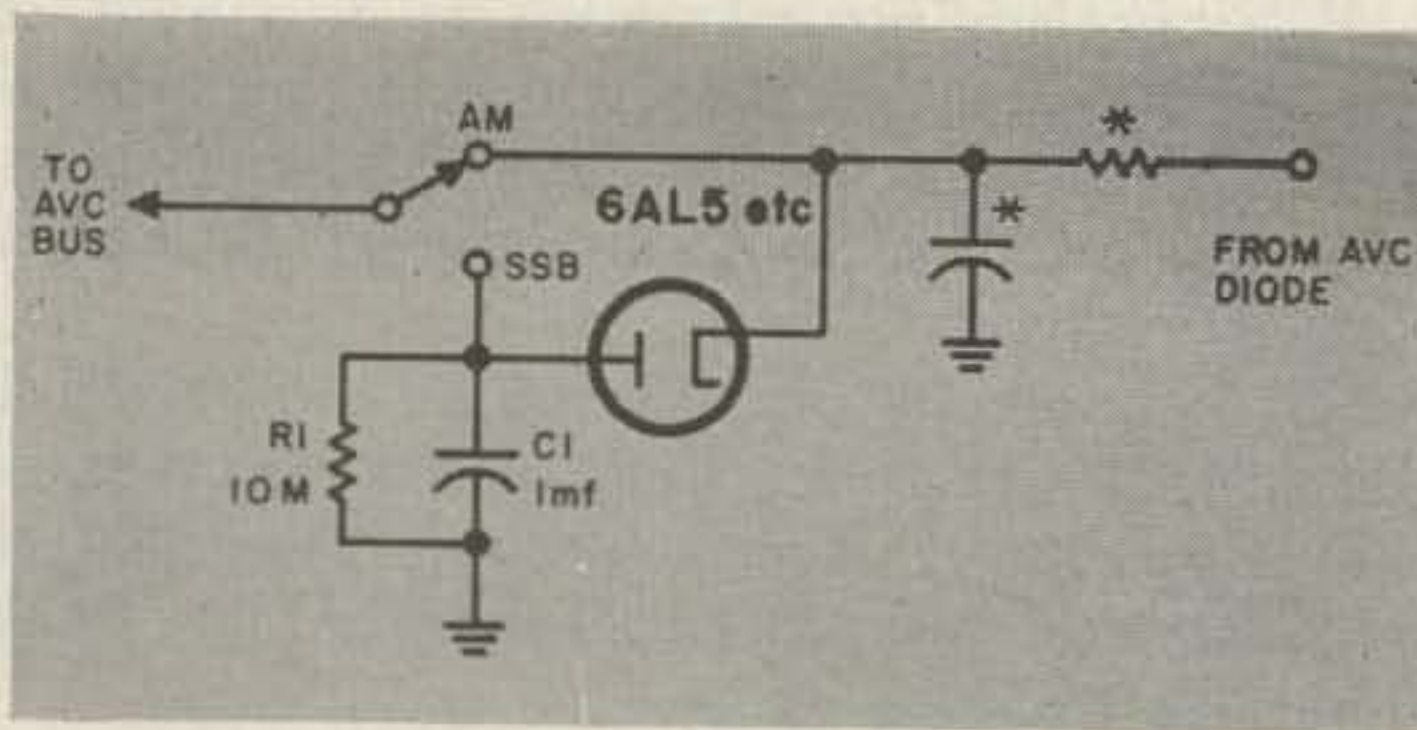 AM
*
TO
AVC
BUS
6AL5 etc
*
SSB
FROM AVC
DIODE
R1
10M
C1
1mf